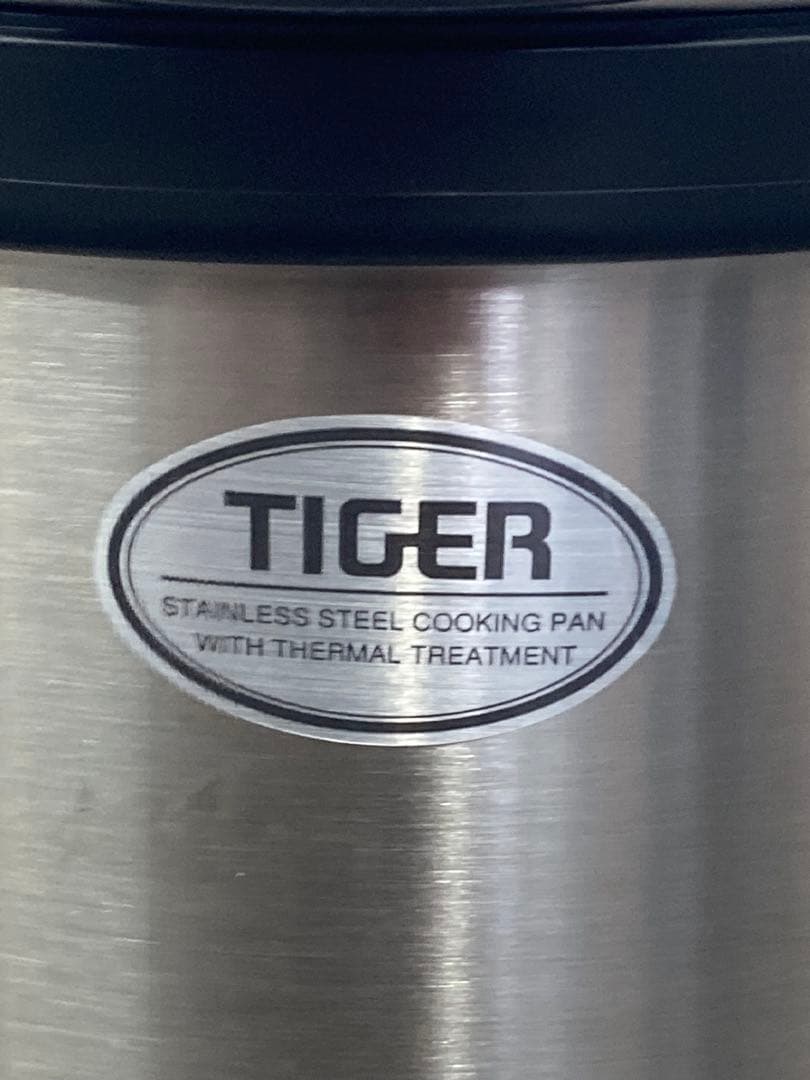 TIGER
STAINLESS STEEL COOKING PAN
WITH THERMAL TREATMENT